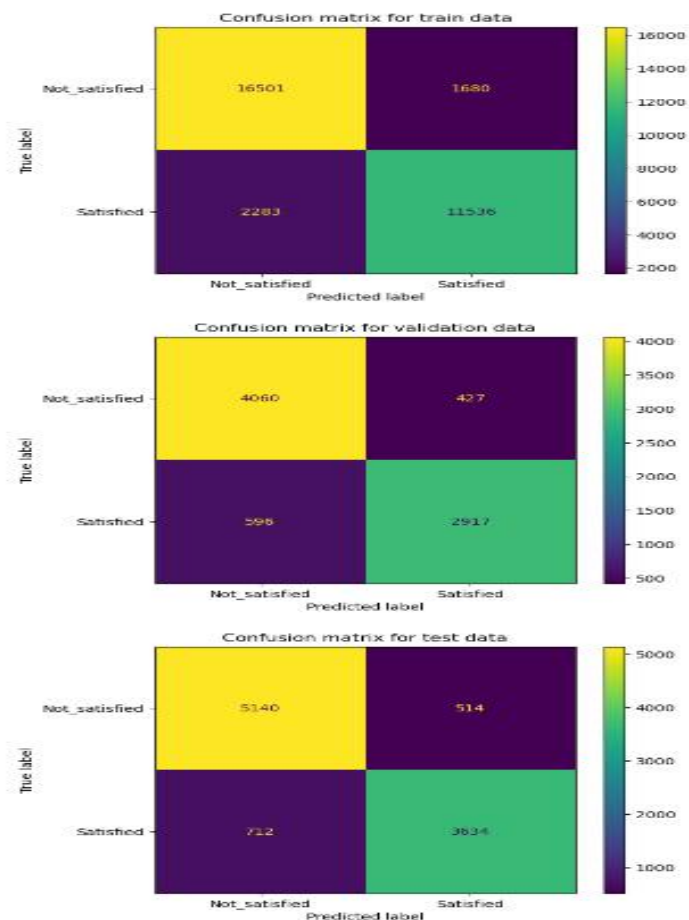 Confusion matrix for train data
16000
14000
12000
10000
8000
6000
4000
2000
Not_satisfied
16501
1680
True label
Satisfied
2283
11536
Not_satisfied
Satisfied
Predicted label
Confusion matrix for validation data
4000
3500
3000
2500
2000
1500
1000
500
Not_satisfied
4060
427
True label
Satisfied
596
2917
Not_satisfied
Satisfied
Predicted label
Confusion matrix for test data
5000
4000
3000
2000
1000
Not_satisfied
5140
514
True label
Satisfied
712
3634
Not_satisfied
Satisfied
Predicted label